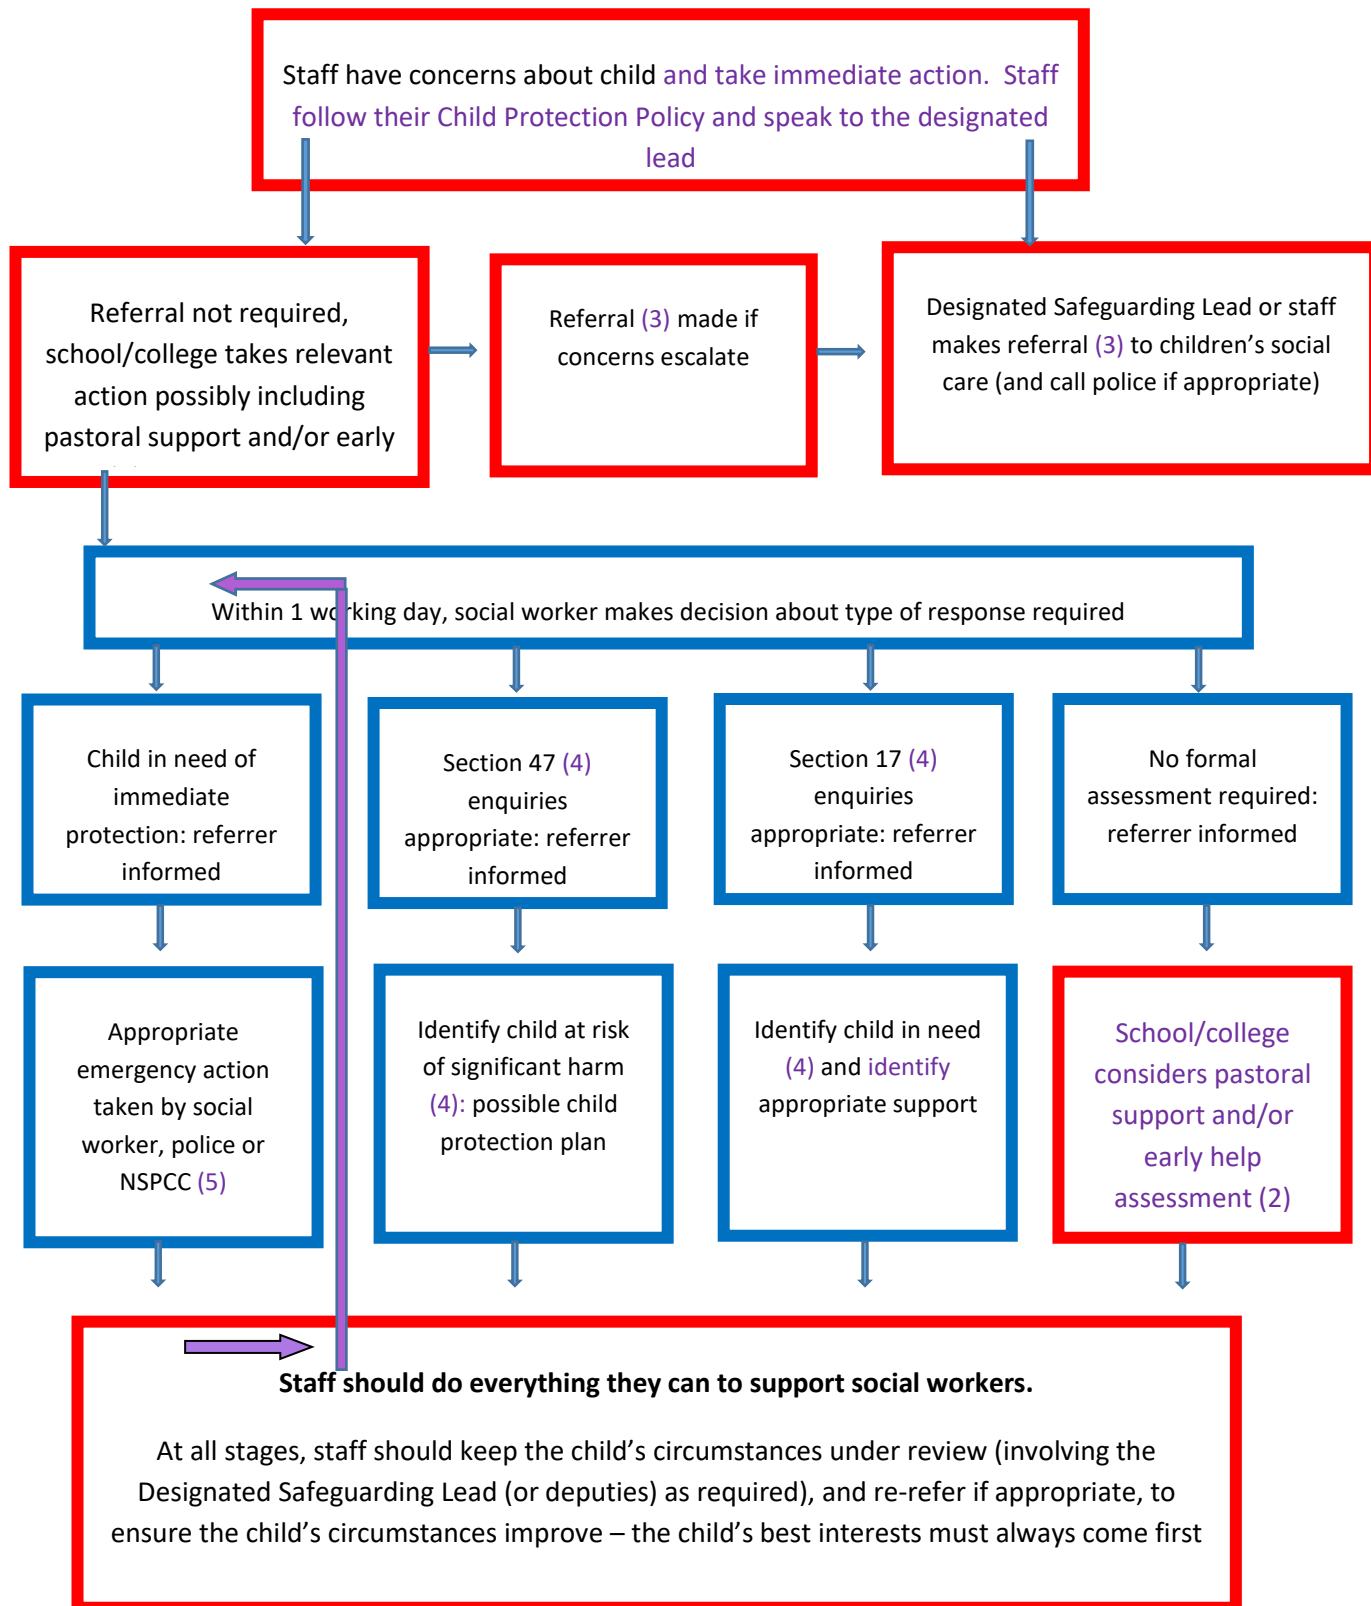 Staff have concerns about child and take immediate action.  Staff
follow their Child Protection Policy and speak to the designated
lead
Referral not required,
school/college takes relevant
action possibly including
pastoral support and/or early
Referral (3) made if
concerns escalate
Designated Safeguarding Lead or staff
makes referral (3) to children’s social
care (and call police if appropriate)
Within 1 working day, social worker makes decision about type of response required
Child in need of
immediate
protection: referrer
informed
Section 47 (4)
enquiries
appropriate: referrer
informed
Section 17 (4)
enquiries
appropriate: referrer
informed
No formal
assessment required:
referrer informed
Appropriate
emergency action
taken by social
worker, police or
NSPCC (5)
Identify child at risk
of significant harm
(4): possible child
protection plan
Identify child in need
(4) and identify
appropriate support
School/college
considers pastoral
support and/or
early help
assessment (2)
Staff should do everything they can to support social workers.
At all stages, staff should keep the child’s circumstances under review (involving the
Designated Safeguarding Lead (or deputies) as required), and re-refer if appropriate, to
ensure the child’s circumstances improve – the child’s best interests must always come first